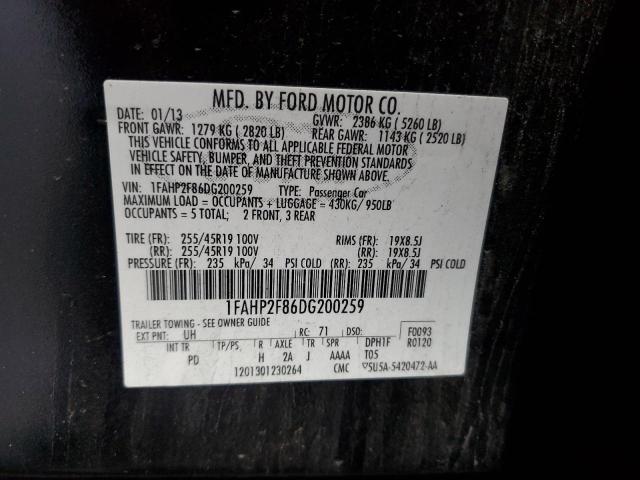 MFD. BY FORD MOTOR CO.
DATE: 01/13 GVWR: 2386 KG ( 5260 LB)
FRONT GAWR: 1279 KG ( 2820 LB) REAR GAWR: 1143 KG ( 2520 LB)
THIS VEHICLE CONFORMS TO ALL APPLICABLE FEDERAL MOTOR
VEHICLE SAFETY, BUMPER, AND THEFT PREVENTION STANDARDS
IN EFFECT ON THE DATE OF MANUFACTURE SHOWN ABOVE.
VIN: 1FAHP2F86DG200259 TYPE: Passenger Car
MAXIMUM LOAD = OCCUPANTS + LUGGAGE = 430KG/ 950LB
OCCUPANTS = 5 TOTAL; 2 FRONT, 3 REAR
TIRE (FR): 255/45R19 100V RIMS (FR): 19X8.5J
(RR): 255/45R19 100V (RR): 19X8.5J
PRESSURE (FR): 235 kPa/ 34 PSI COLD (RR): 235 kPa/ 34 PSI COLD
1FAHP2F86DG200259
TRAILER TOWING - SEE OWNER GUIDE
EXT PNT: UH RC: 71 DSO: F0093
INT TR TP/PS R AXLE TR SPR DPH1F R0120
PD H 2A J AAAA T05
1201301230264 CMC 5U5A-5420472-AA